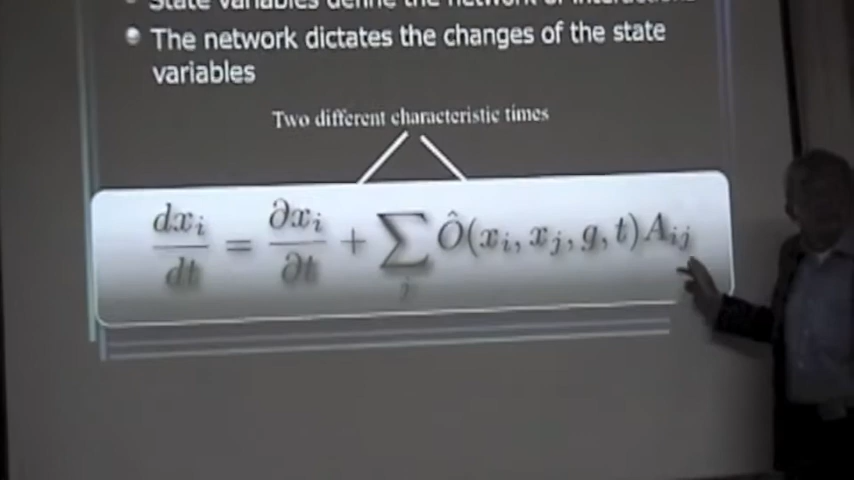 State variables define the network of interactions
The network dictates the changes of the state
variables
Two different characteristic times
dx_i/dt = ∂x_i/∂t + ∑_j Ô(x_i, x_j, g, t)A_ij